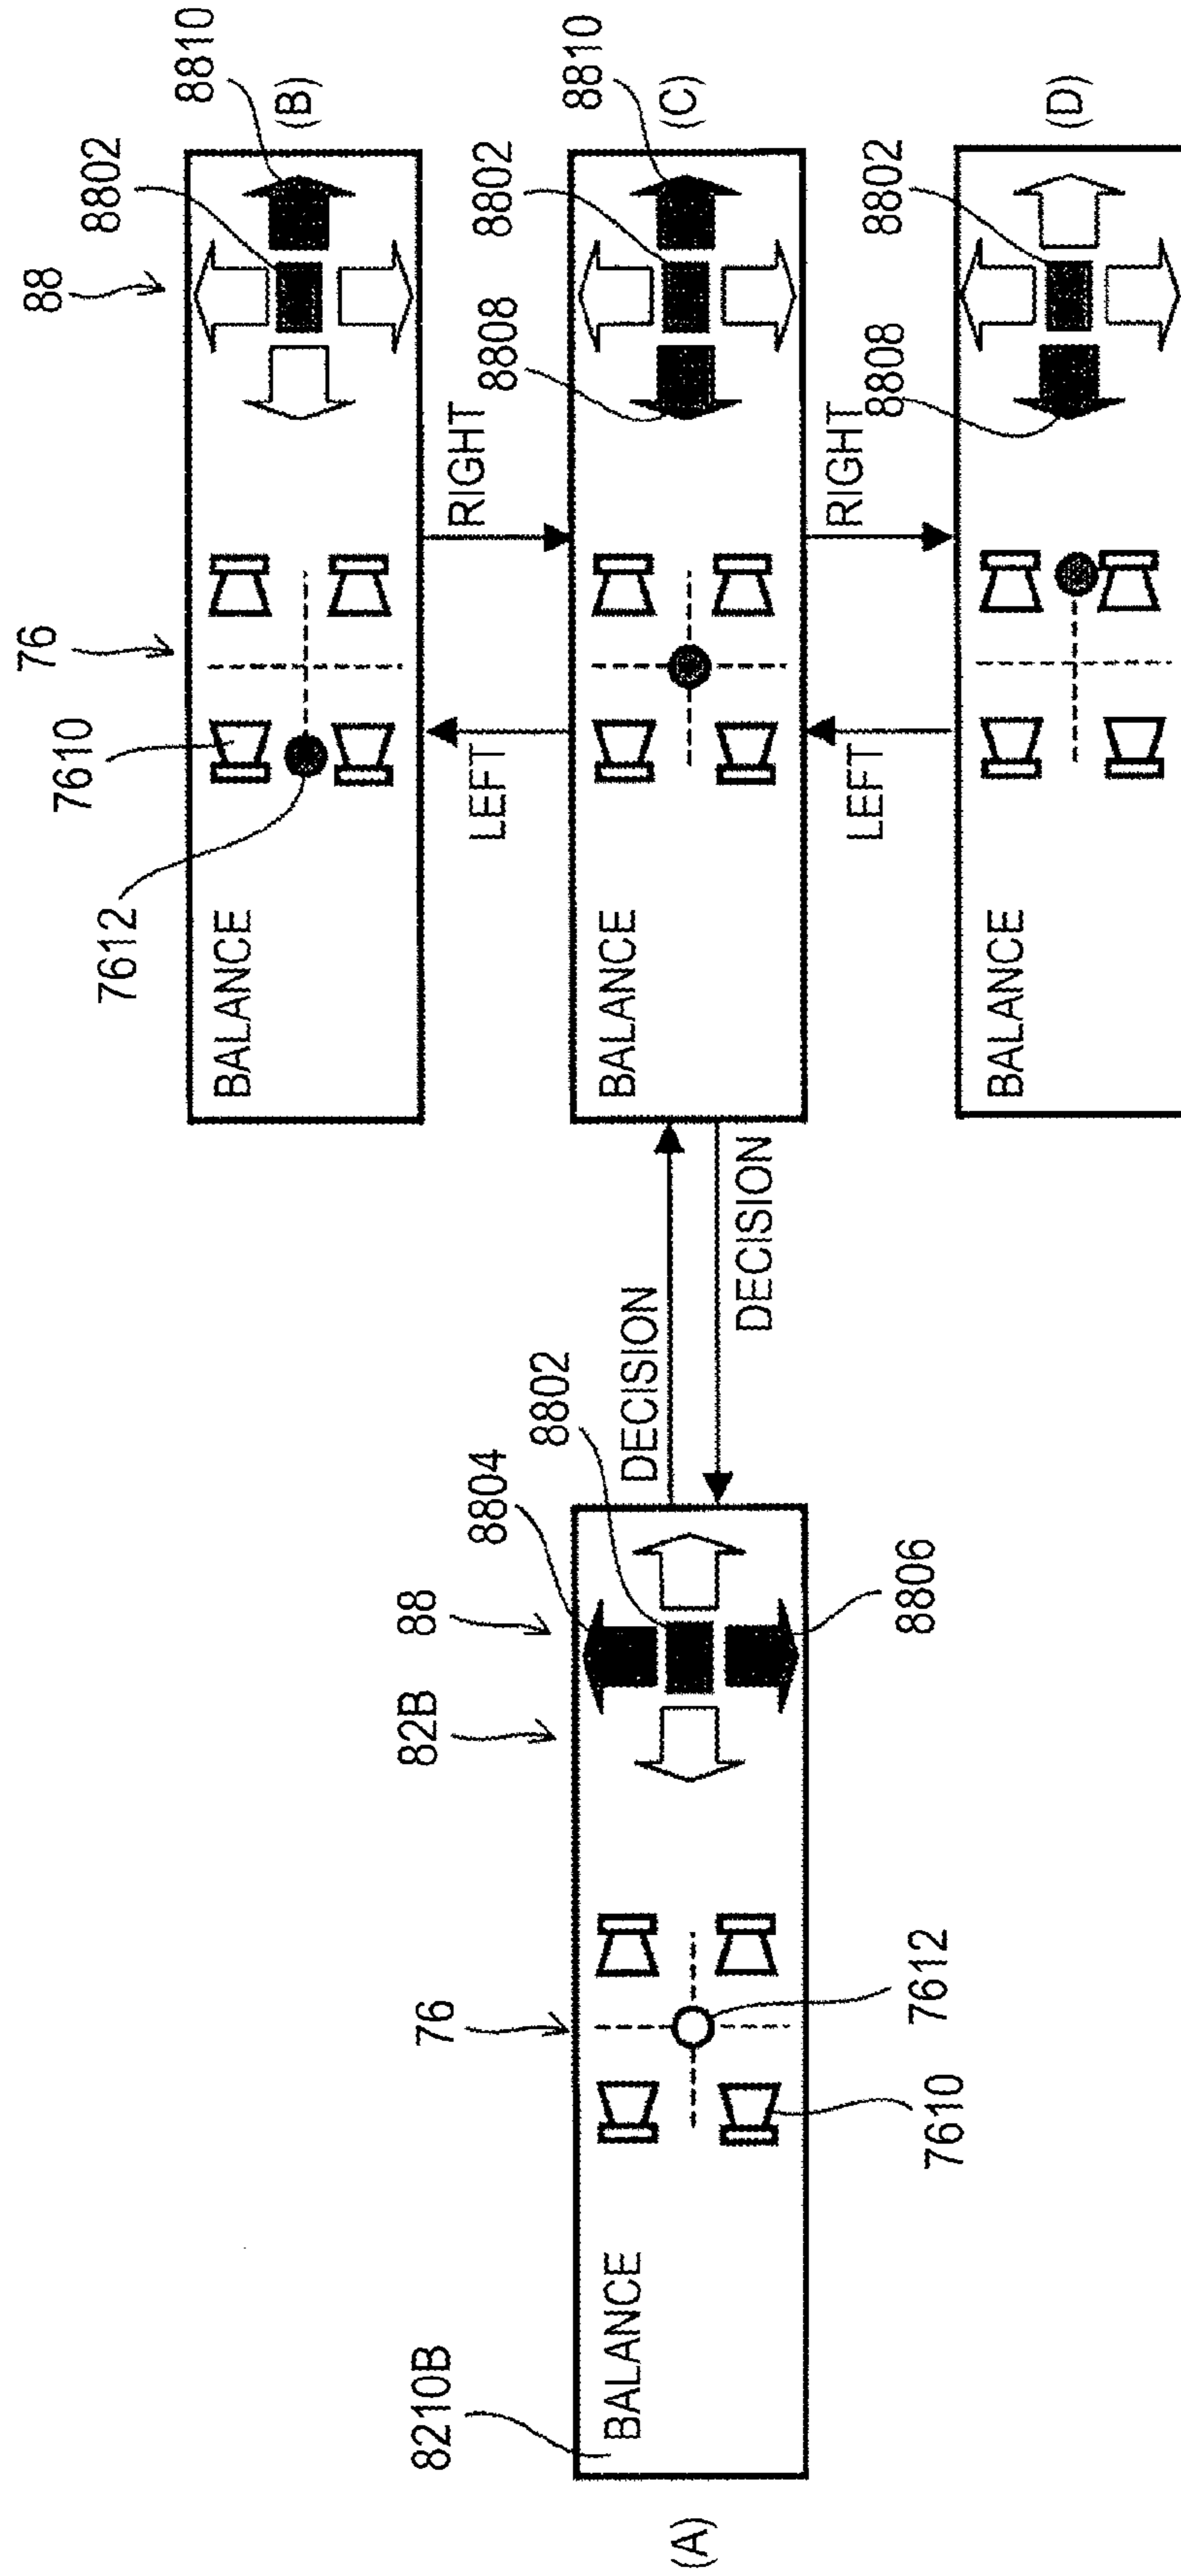 76
88
7610
8802
7612
8810
BALANCE
(B)
8210B
76
82B
88
8804
8802
LEFT
RIGHT
8808
8802
8810
(A)
BALANCE
DECISION
DECISION
BALANCE
(C)
7610
7612
8806
LEFT
RIGHT
8808
8802
BALANCE
(D)